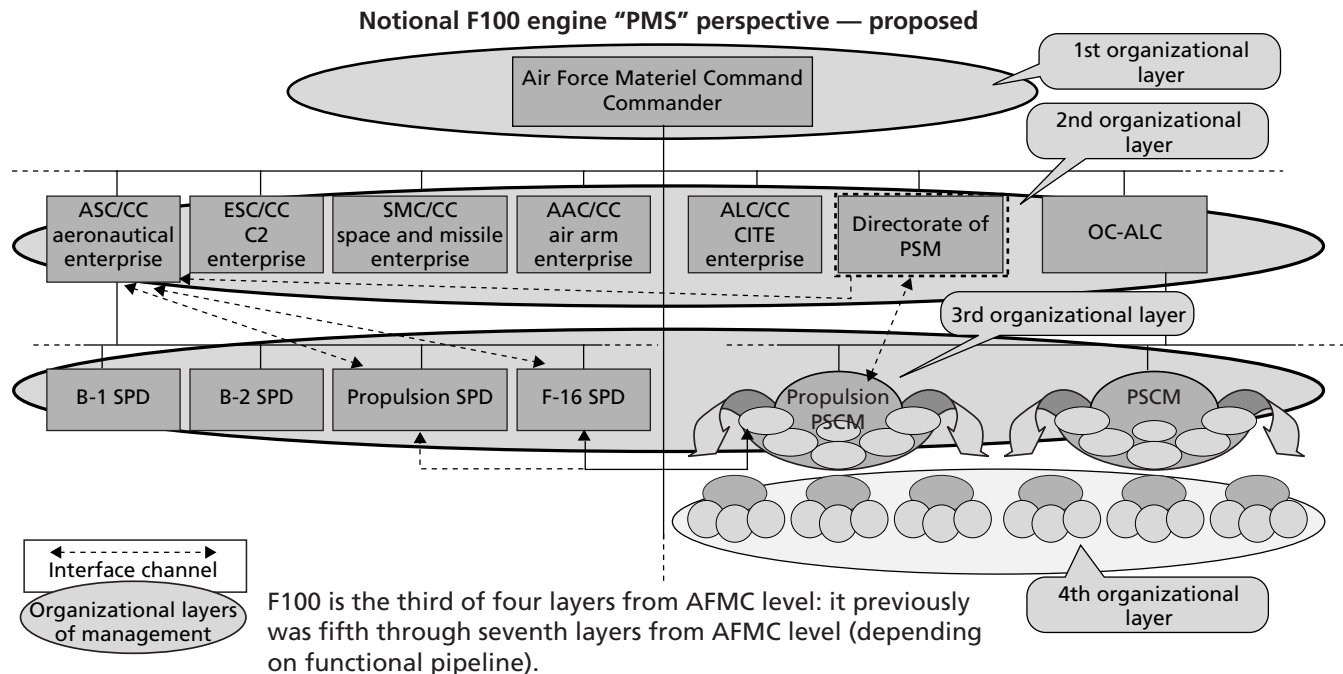 Notional F100 engine “PMS” perspective — proposed
1st organizational
layer
Air Force Materiel Command
Commander
2nd organizational
layer
ASC/CC
aeronautical
enterprise
ESC/CC
C2
enterprise
SMC/CC
space and missile
enterprise
AAC/CC
air arm
enterprise
ALC/CC
CITE
enterprise
Directorate of
PSM
OC-ALC
3rd organizational layer
B-1 SPD
B-2 SPD
Propulsion SPD
F-16 SPD
Propulsion
PSCM
PSCM
4th organizational
layer
Interface channel
Organizational layers
of management
F100 is the third of four layers from AFMC level: it previously
was fifth through seventh layers from AFMC level (depending
on functional pipeline).